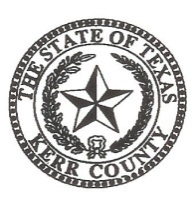 THE STATE OF TEXAS
KERR COUNTY